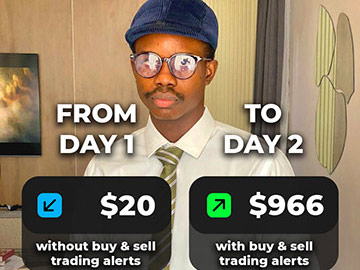 FROM
DAY 1
TO
DAY 2
$20
$966
without buy & sell
trading alerts
with buy & sell
trading alerts